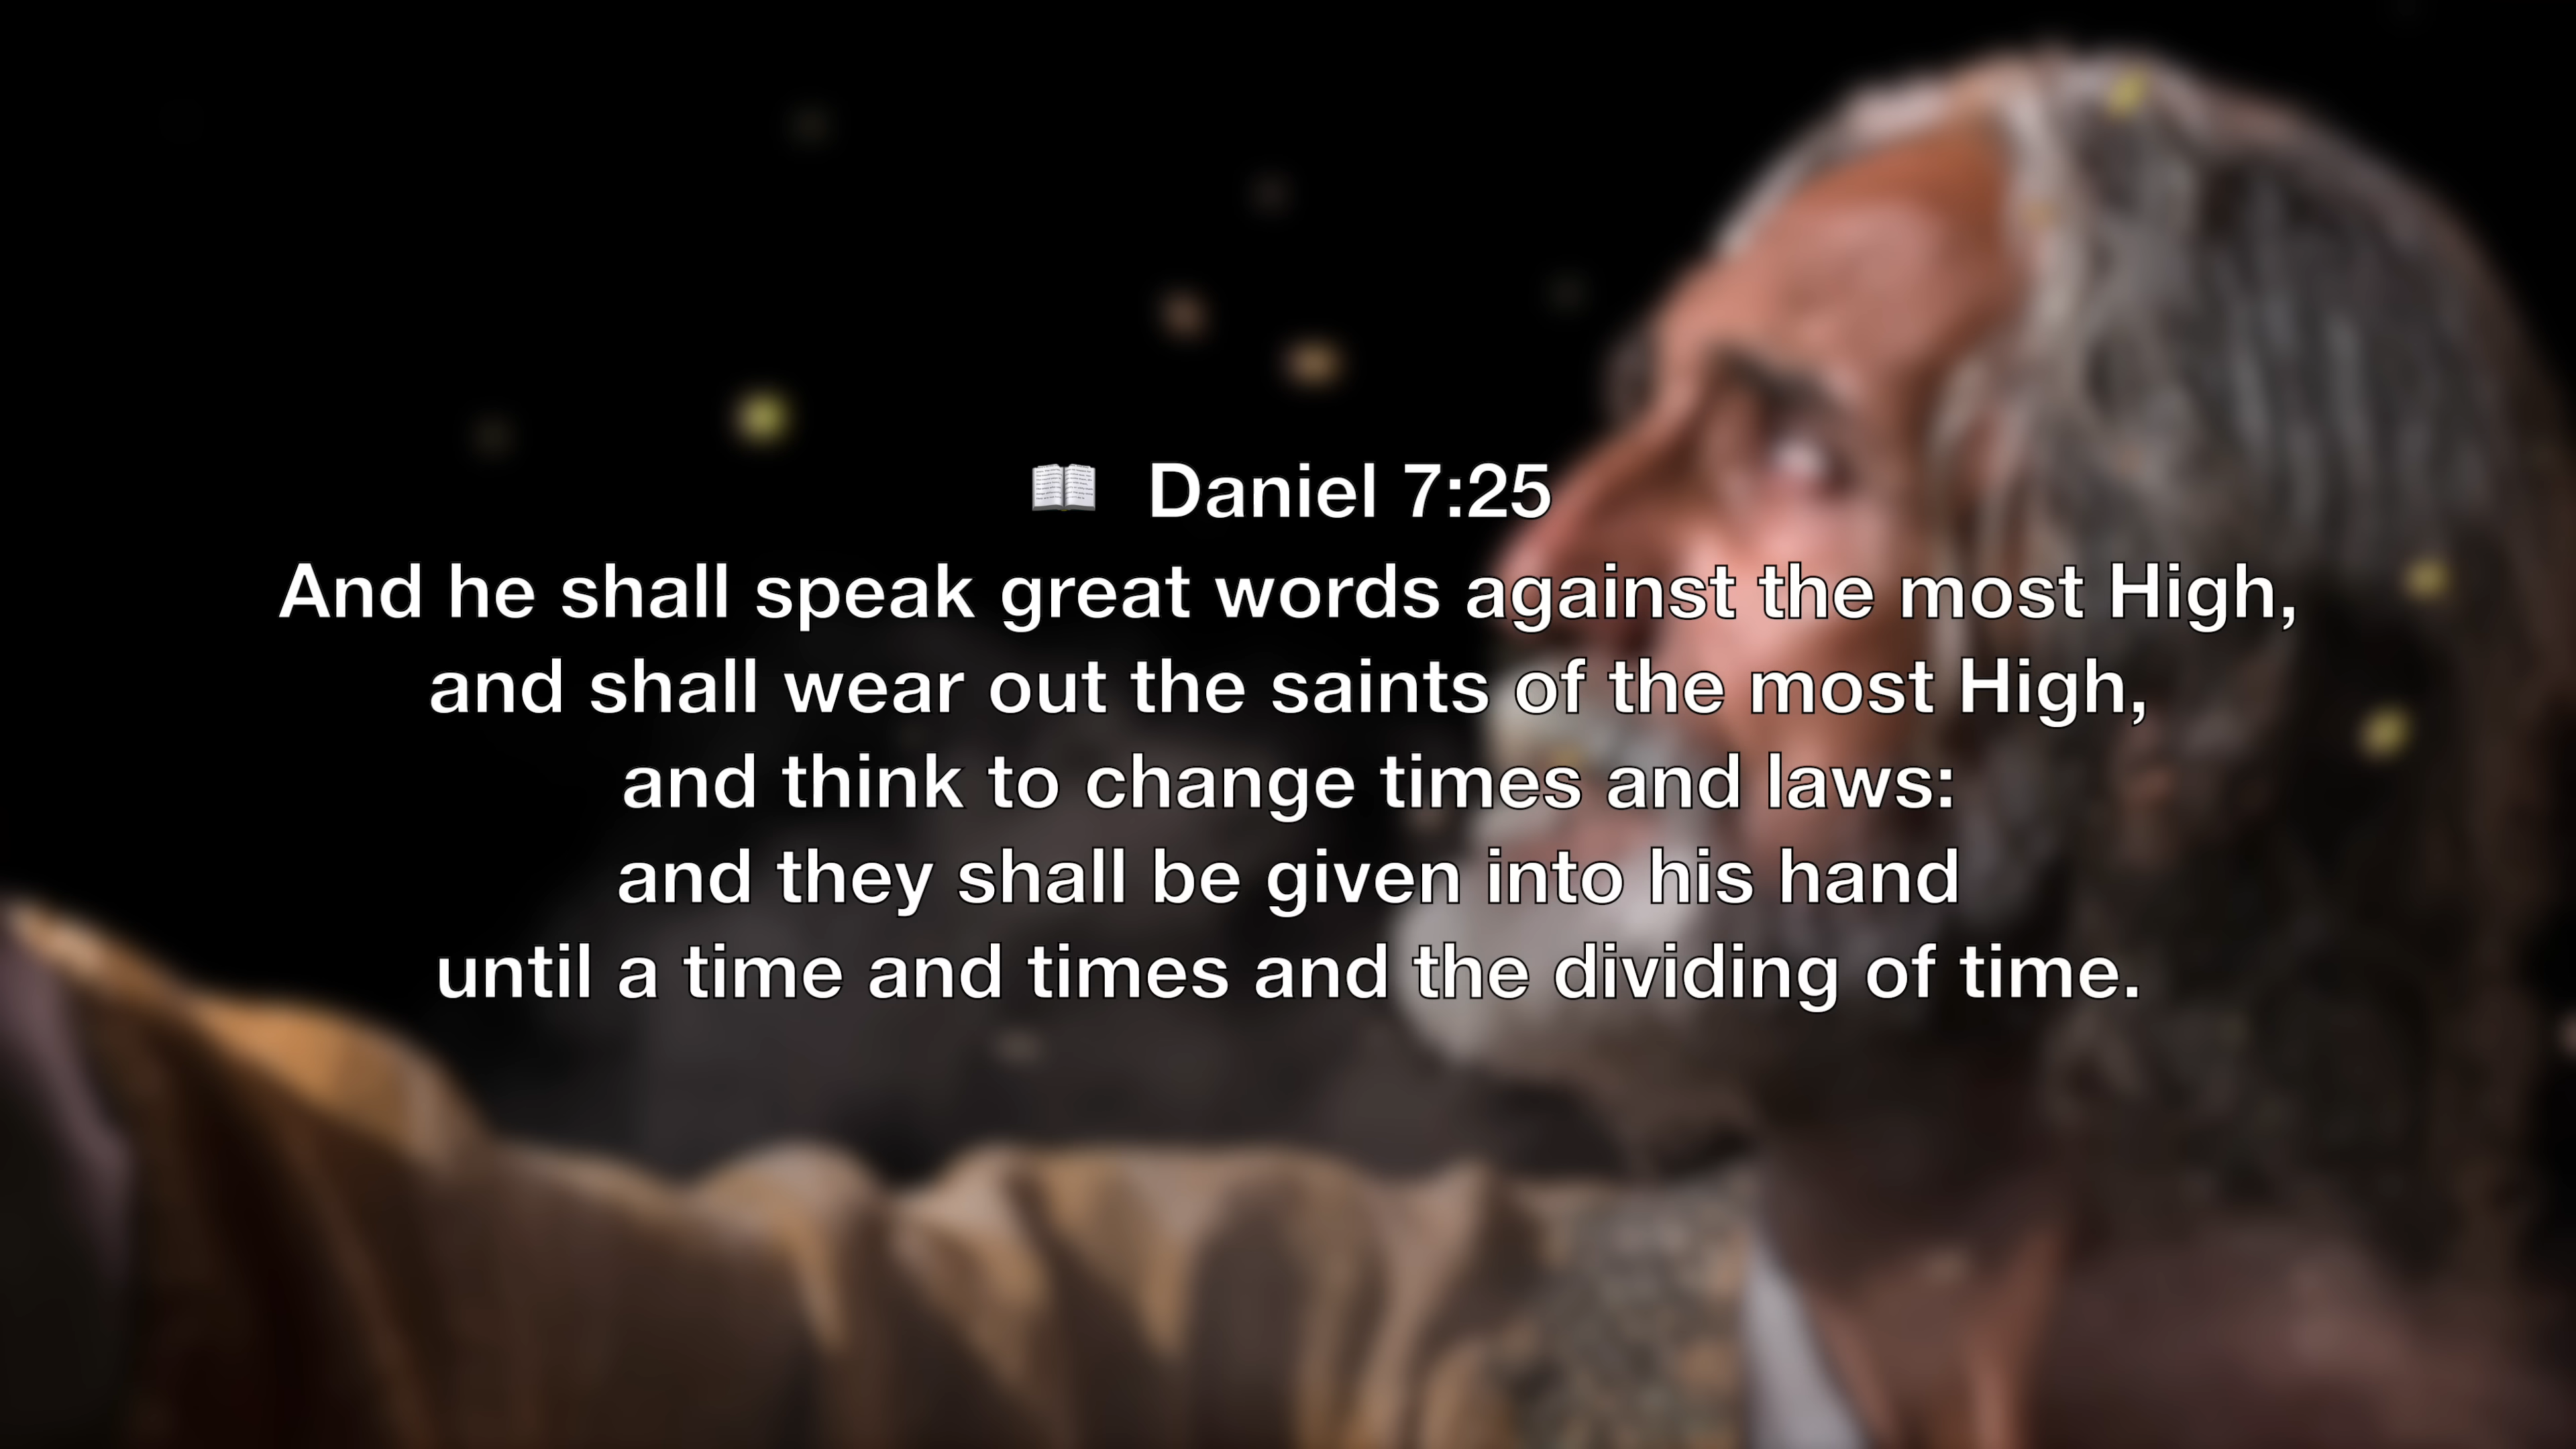 📖 Daniel 7:25
And he shall speak great words against the most High,
and shall wear out the saints of the most High,
and think to change times and laws:
and they shall be given into his hand
until a time and times and the dividing of time.